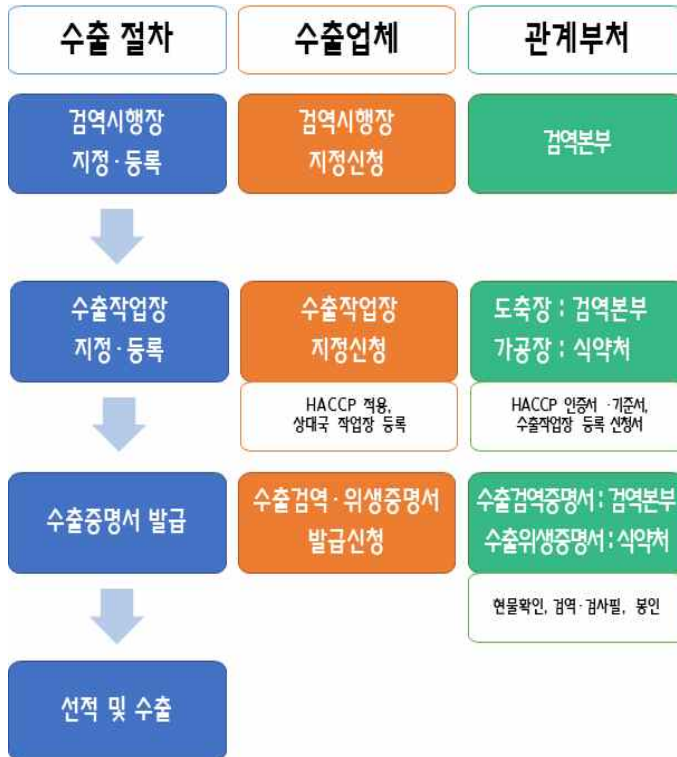 수출 절차
수출업체
관계부처
검역시행장
지정·등록
검역시행장
지정신청
검역본부
수출작업장
지정·등록
수출작업장
지정신청
도축장 : 검역본부
가공장 : 식약처
HACCP 적용,
상대국 작업장 등록
HACCP 인증서 ·기준서,
수출작업장 등록 신청서
수출증명서 발급
수출검역·위생증명서
발급신청
수출검역증명서 : 검역본부
수출위생증명서 : 식약처
현물확인, 검역·검사필, 봉인
선적 및 수출